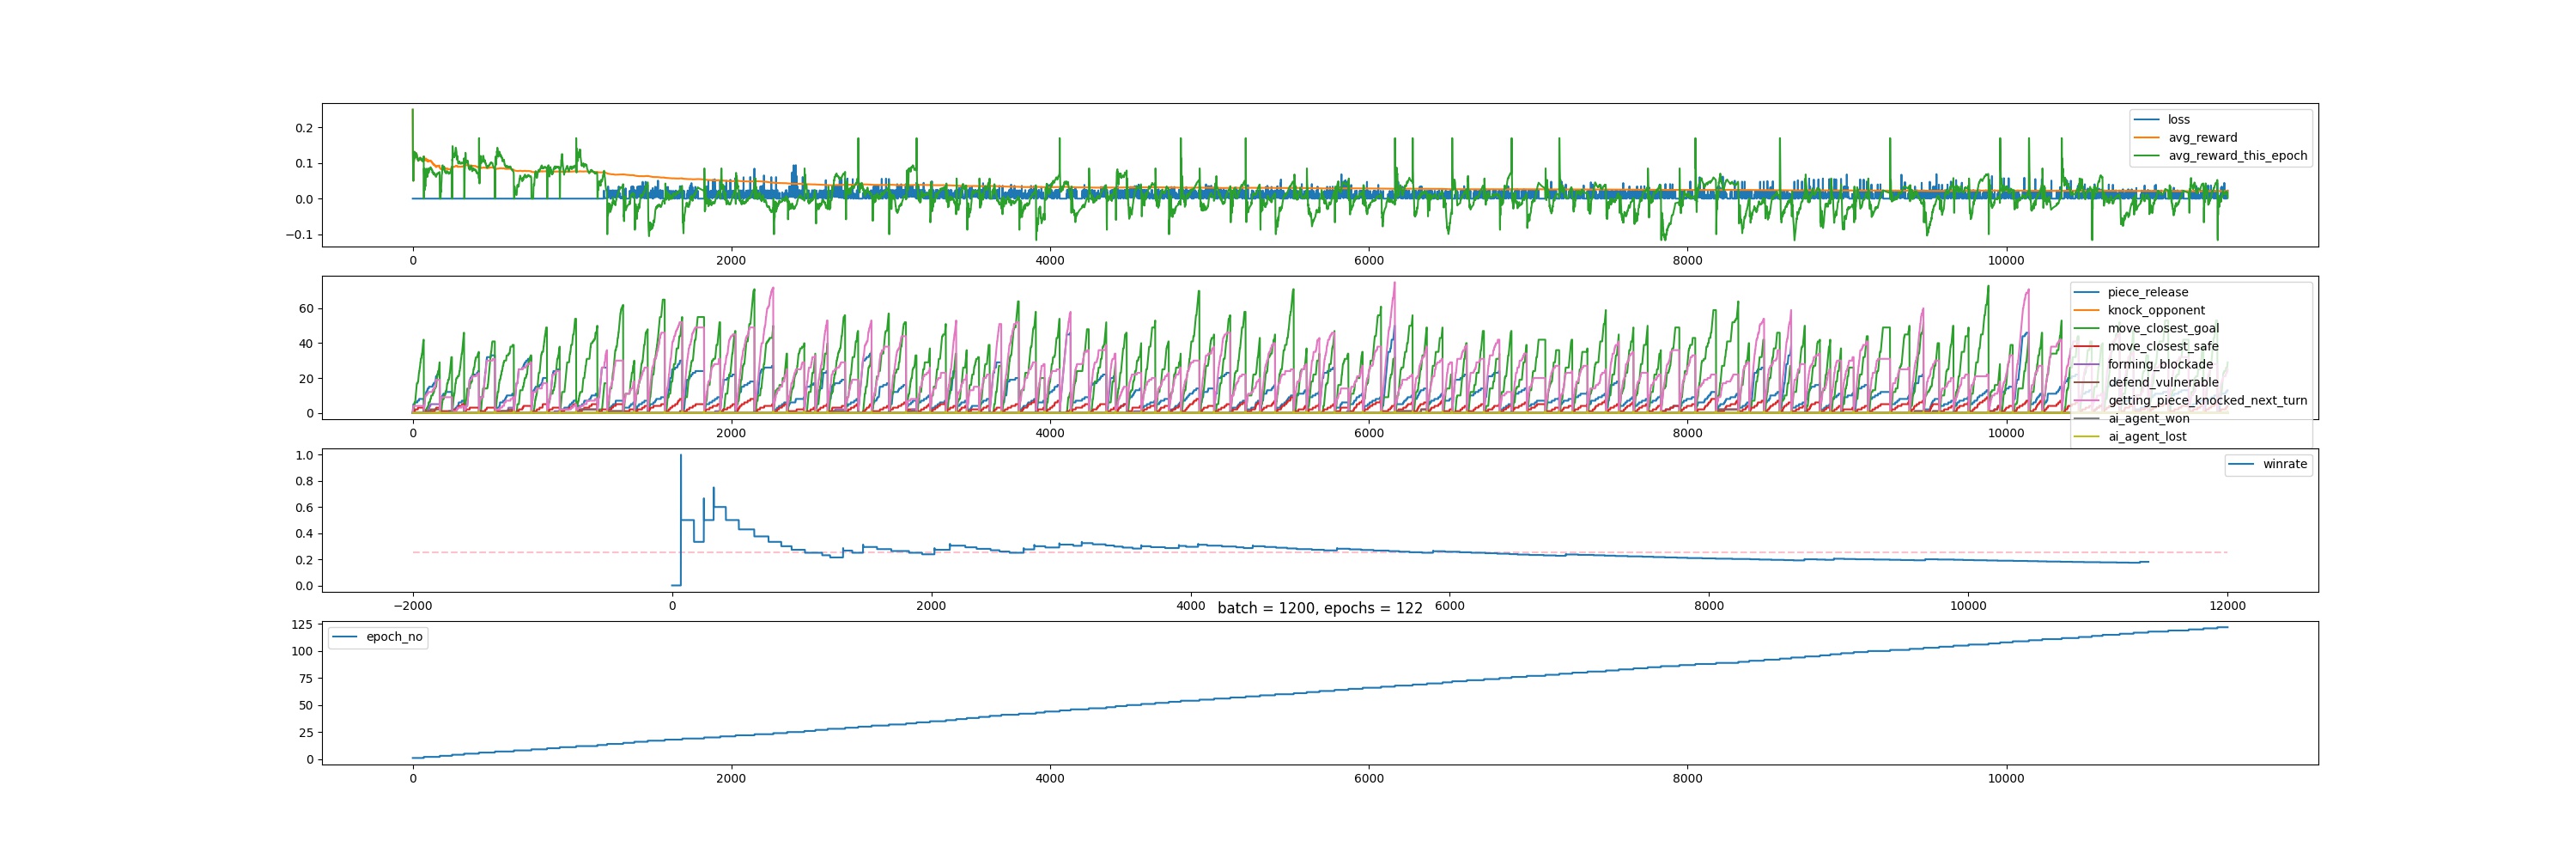 0.2
0.1
0.0
−0.1
loss
avg_reward
avg_reward_this_epoch
0 2000 4000 6000 8000 10000
60
40
20
0
piece_release
knock_opponent
move_closest_goal
move_closest_safe
forming_blockade
defend_vulnerable
getting_piece_knocked_next_turn
ai_agent_won
ai_agent_lost
0 2000 4000 6000 8000 10000
1.0
0.8
0.6
0.4
0.2
0.0
winrate
−2000 0 2000 4000 6000 8000 10000 12000
batch = 1200, epochs = 122
125
100
75
50
25
0
epoch_no
0 2000 4000 6000 8000 10000